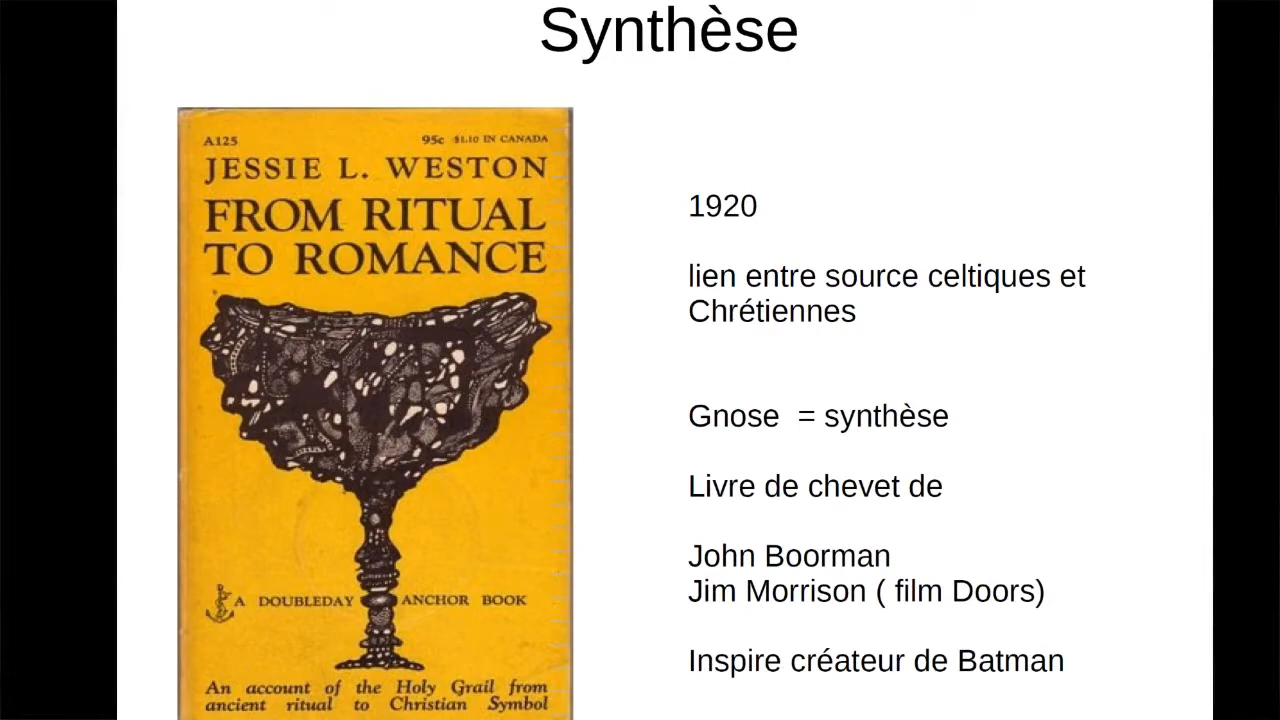 Synthèse
A125 95c $1.10 IN CANADA
JESSIE L. WESTON
FROM RITUAL
TO ROMANCE
A DOUBLEDAY ANCHOR BOOK
An account of the Holy Grail from
ancient ritual to Christian Symbol
1920
lien entre source celtiques et
Chrétiennes
Gnose = synthèse
Livre de chevet de
John Boorman
Jim Morrison ( film Doors)
Inspire créateur de Batman